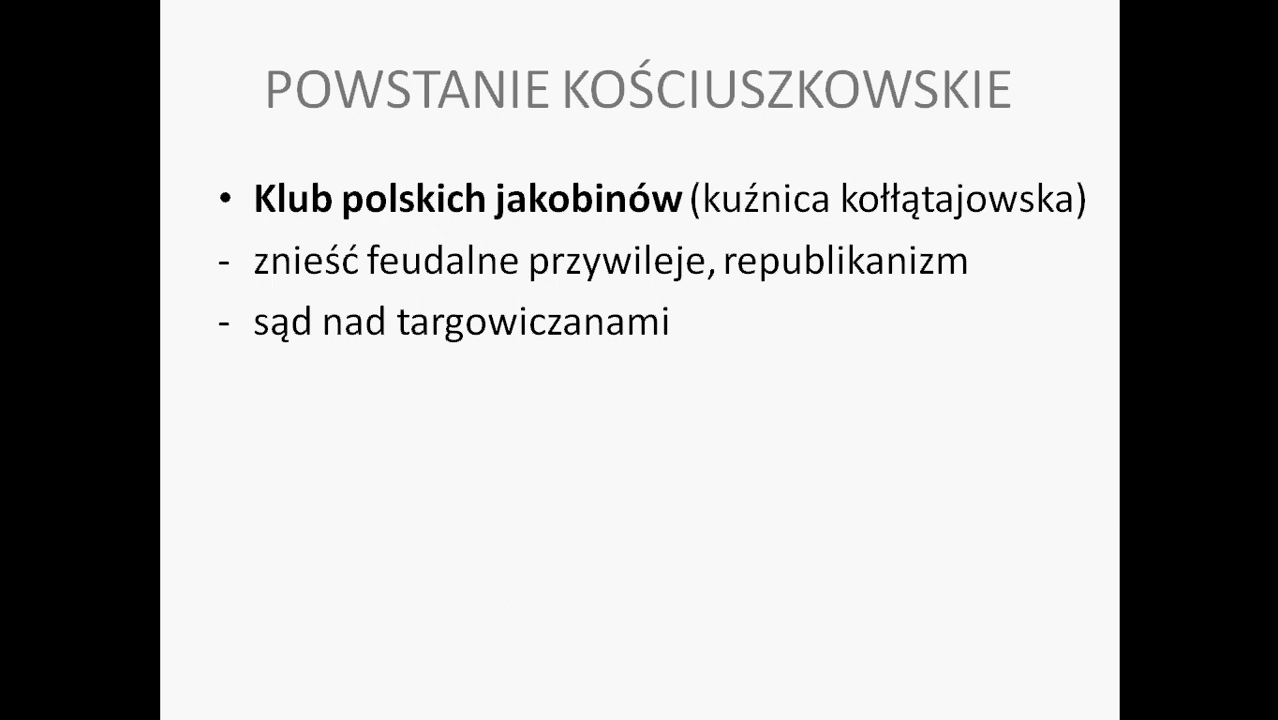 POWSTANIE KOŚCIUSZKOWSKIE
• Klub polskich jakobinów (kuźnica kołłątajowska)
- znieść feudalne przywileje, republikanizm
- sąd nad targowiczanami